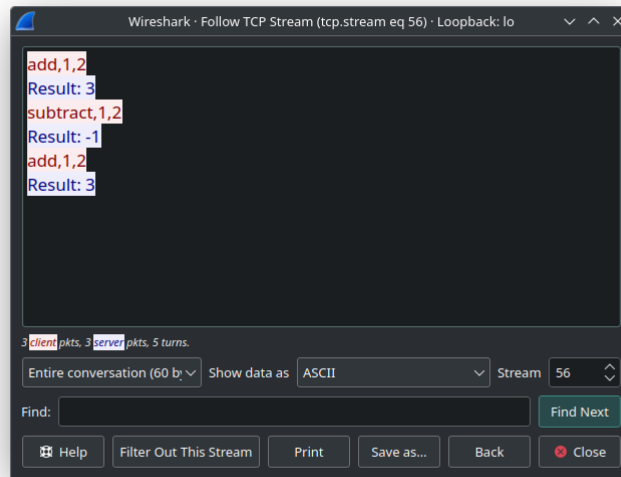 Wireshark · Follow TCP Stream (tcp.stream eq 56) · Loopback: lo
add,1,2
Result: 3
subtract,1,2
Result: -1
add,1,2
Result: 3
3 client pkts, 3 server pkts, 5 turns.
Entire conversation (60 by Show data as ASCII Stream 56
Find: Find Next
Help Filter Out This Stream Print Save as... Back Close